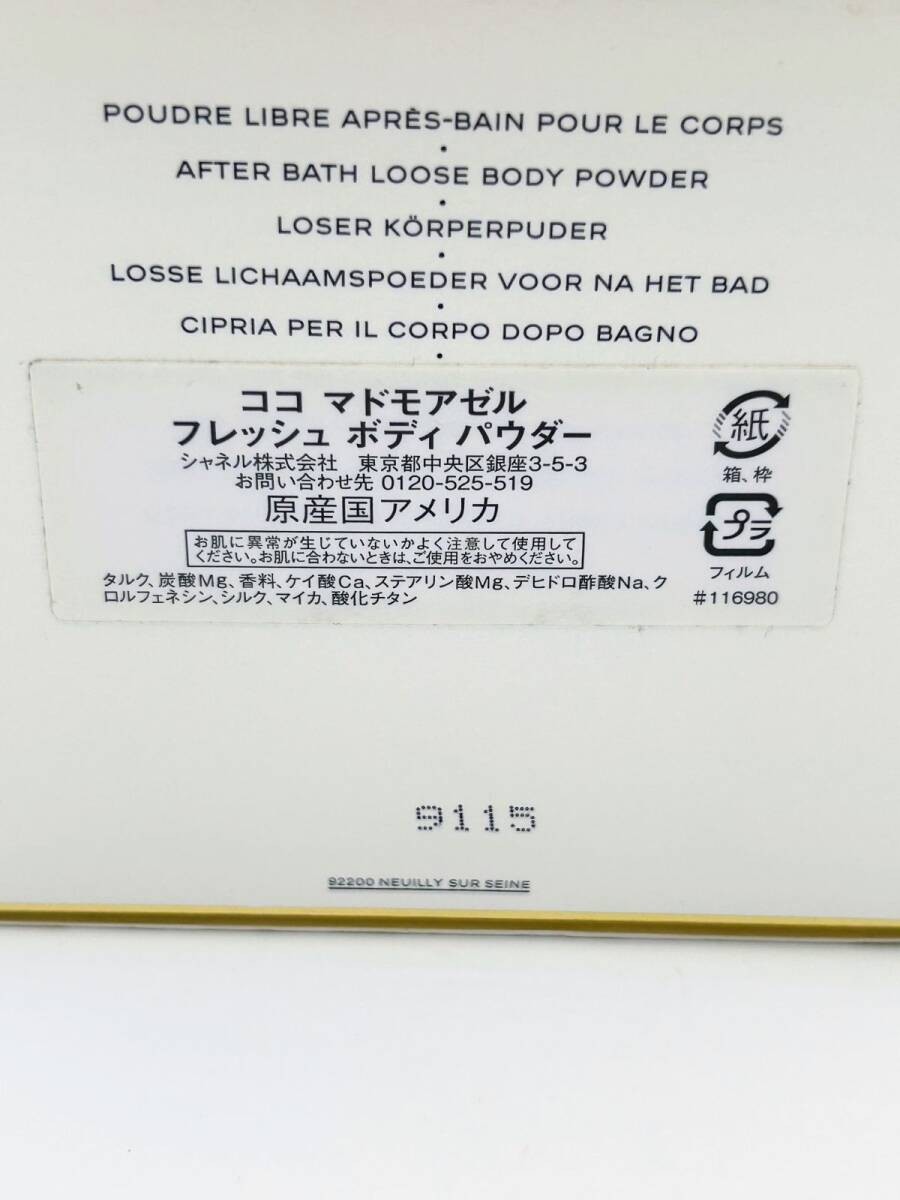 POUDRE LIBRE APRÈS-BAIN POUR LE CORPS
•
AFTER BATH LOOSE BODY POWDER
•
LOSER KÖRPERPUDER
•
LOSSE LICHAAMSPOEDER VOOR NA HET BAD
•
CIPRIA PER IL CORPO DOPO BAGNO
•
ココ マドモアゼル
フレッシュ ボディ パウダー
シャネル株式会社 東京都中央区銀座3-5-3
お問い合わせ先 0120-525-519
原産国アメリカ
お肌に異常が生じていないかよく注意して使用して
ください。お肌に合わないときは、ご使用をおやめください。
タルク、炭酸Mg、香料、ケイ酸Ca、ステアリン酸Mg、デヒドロ酢酸Na、ク
ロルフェネシン、シルク、マイカ、酸化チタン
紙
箱、枠
プラ
フィルム
#116980
9115
92200 NEUILLY SUR SEINE